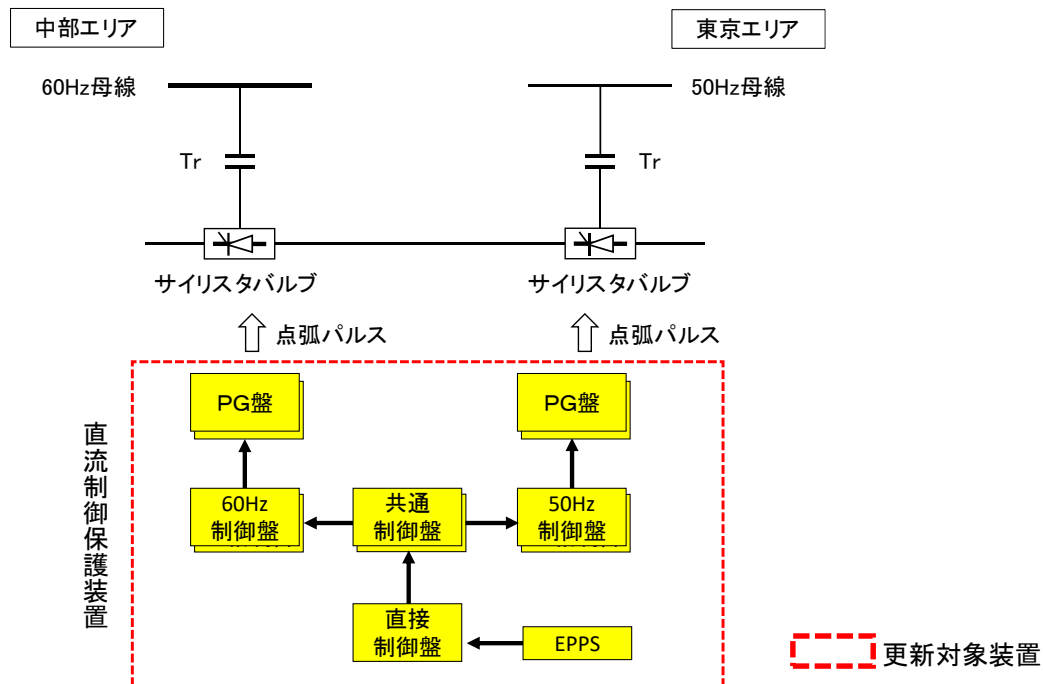 中部エリア
東京エリア
60Hz母線
50Hz母線
Tr
Tr
サイリスタバルブ
サイリスタバルブ
点弧パルス
点弧パルス
直流制御保護装置
PG盤
PG盤
60Hz
制御盤
共通
制御盤
50Hz
制御盤
直接
制御盤
EPPS
更新対象装置